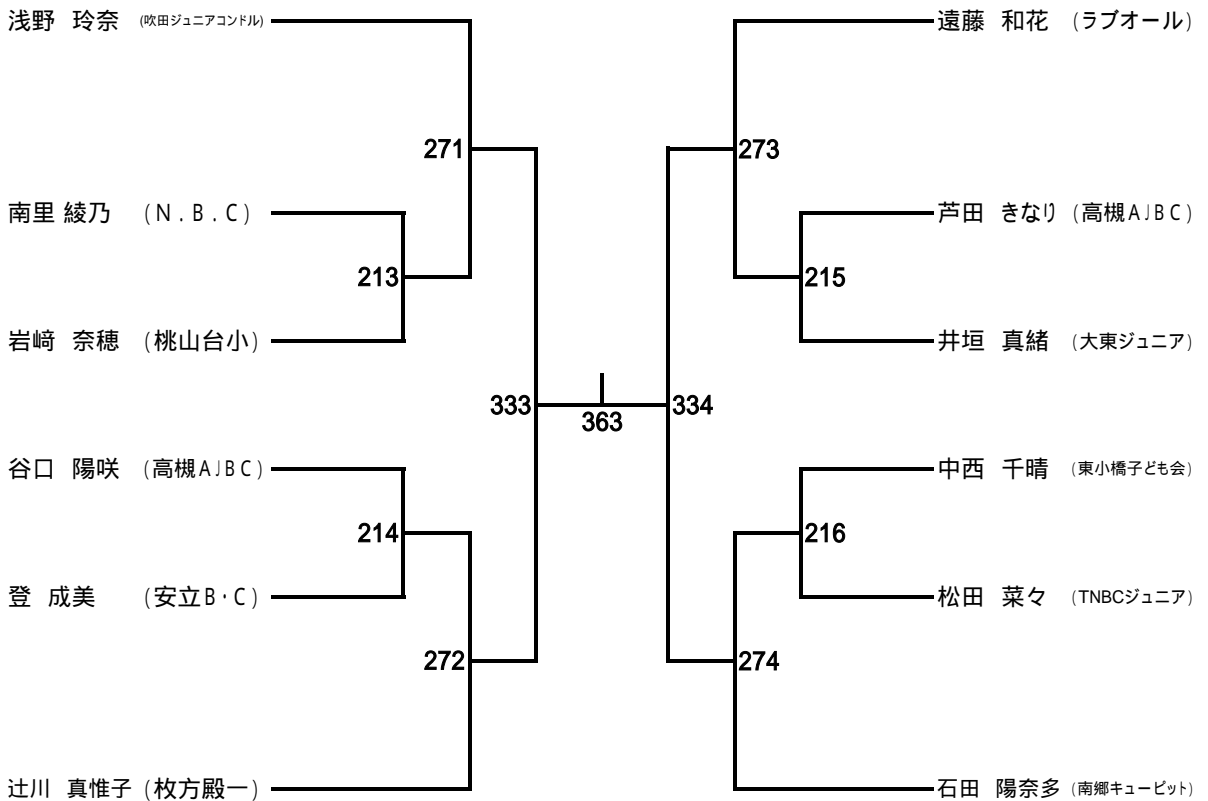 浅野 玲奈 (吹田ジュニアコンドル)
271
南里 綾乃 (N.B.C)
213
岩﨑 奈穂 (桃山台小)
333
谷口 陽咲 (高槻AJBC)
214
登 成美 (安立B・C)
272
辻川 真惟子 (枚方殿一)
363
遠藤 和花 (ラブオール)
273
芦田 きなり (高槻AJBC)
215
井垣 真緒 (大東ジュニア)
334
中西 千晴 (東小橋子ども会)
216
松田 菜々 (TNBCジュニア)
274
石田 陽奈多 (南郷キューピット)